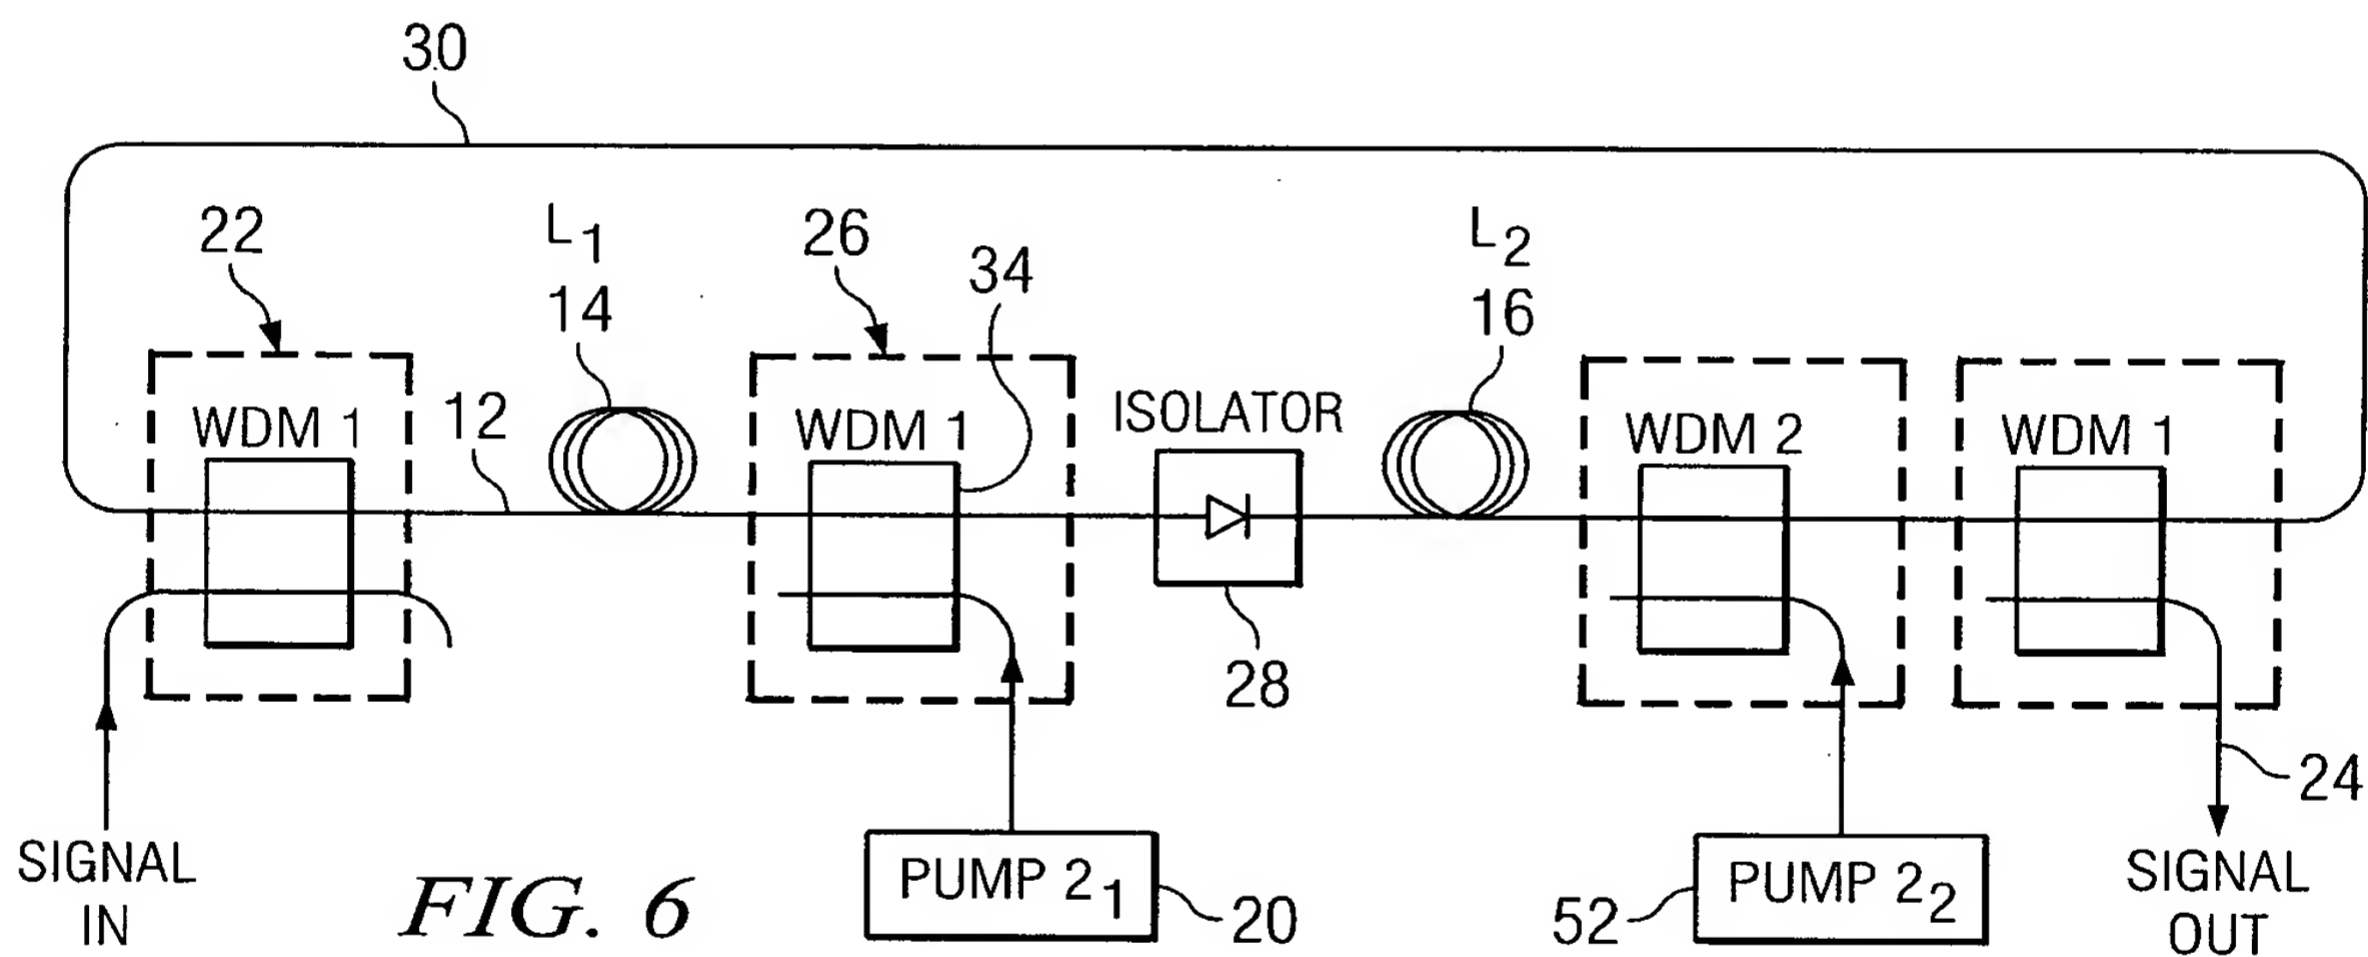 30
22
L1
14
26
34
L2
16
WDM 1
12
WDM 1
ISOLATOR
WDM 2
WDM 1
28
24
SIGNAL
IN
FIG. 6
PUMP 21
20
52
PUMP 22
SIGNAL
OUT